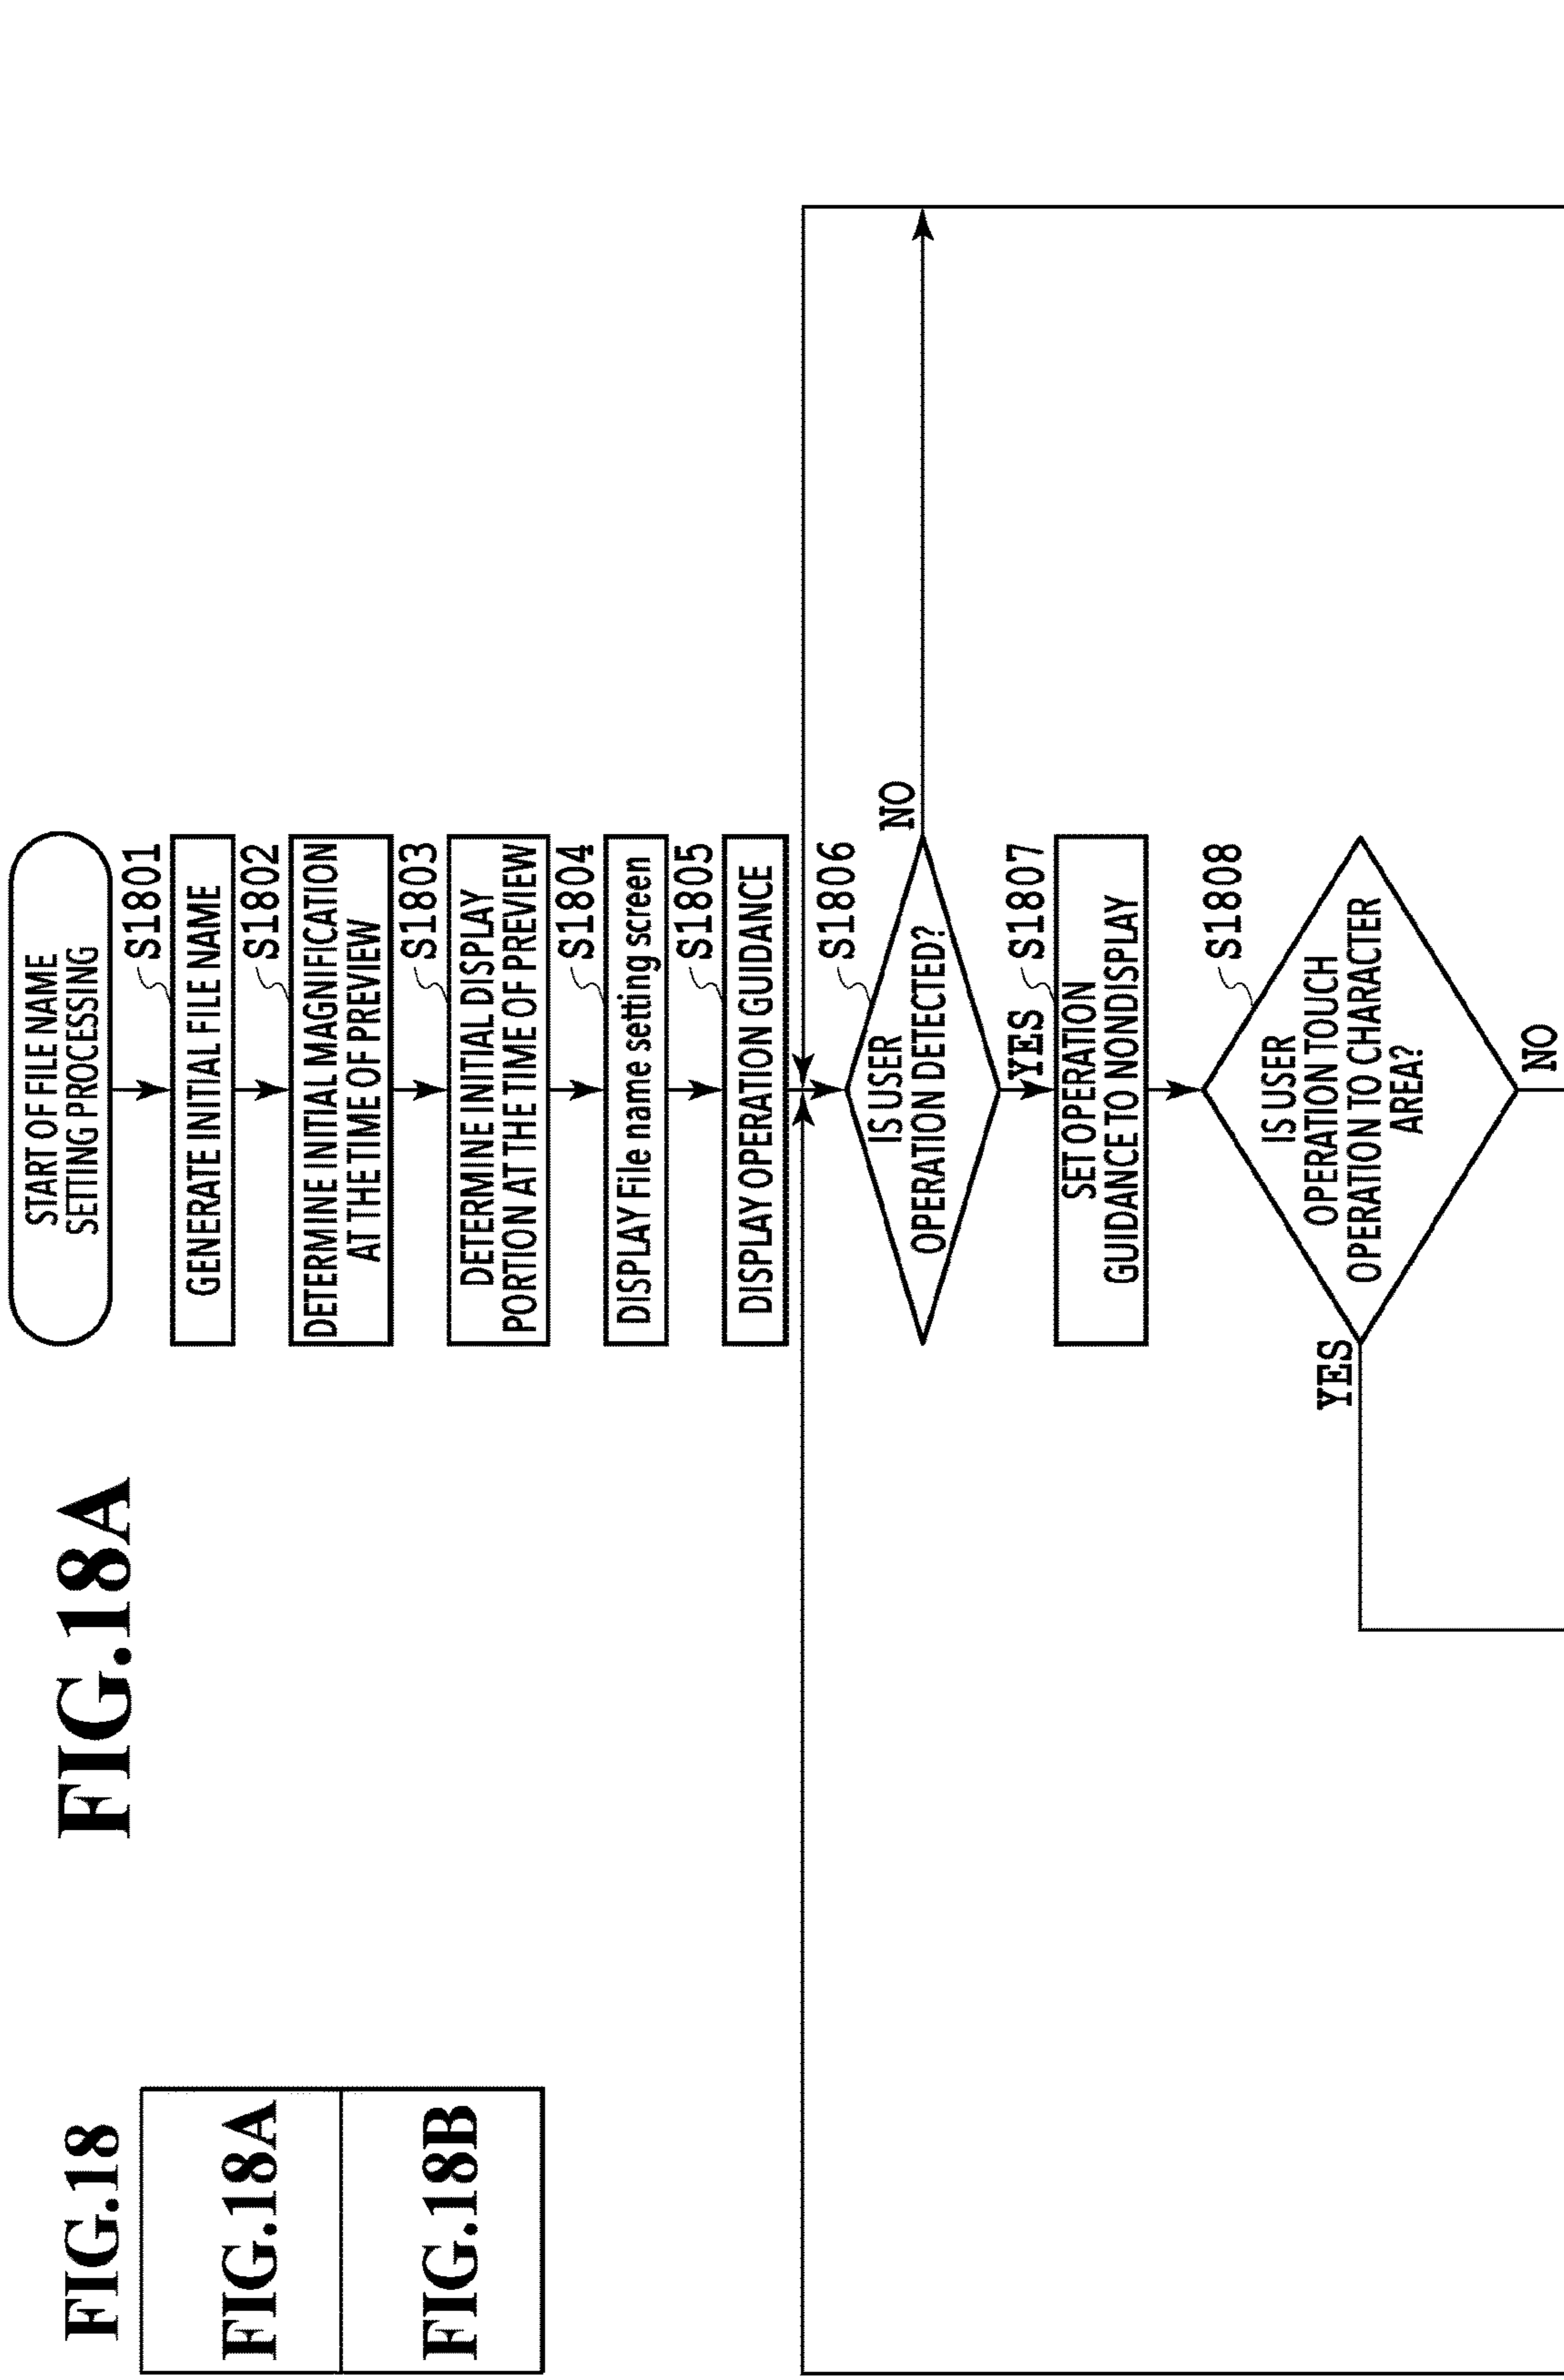 FIG.18
FIG.18A
FIG.18B
FIG.18A
START OF FILE NAME
SETTING PROCESSING
S1801
GENERATE INITIAL FILE NAME
S1802
DETERMINE INITIAL MAGNIFICATION
AT THE TIME OF PREVIEW
S1803
DETERMINE INITIAL DISPLAY
PORTION AT THE TIME OF PREVIEW
S1804
DISPLAY File name setting screen
S1805
DISPLAY OPERATION GUIDANCE
S1806
IS USER
OPERATION DETECTED?
NO
YES
S1807
SET OPERATION
GUIDANCE TO NONDISPLAY
S1808
IS USER
OPERATION TOUCH
OPERATION TO CHARACTER
AREA?
YES
NO